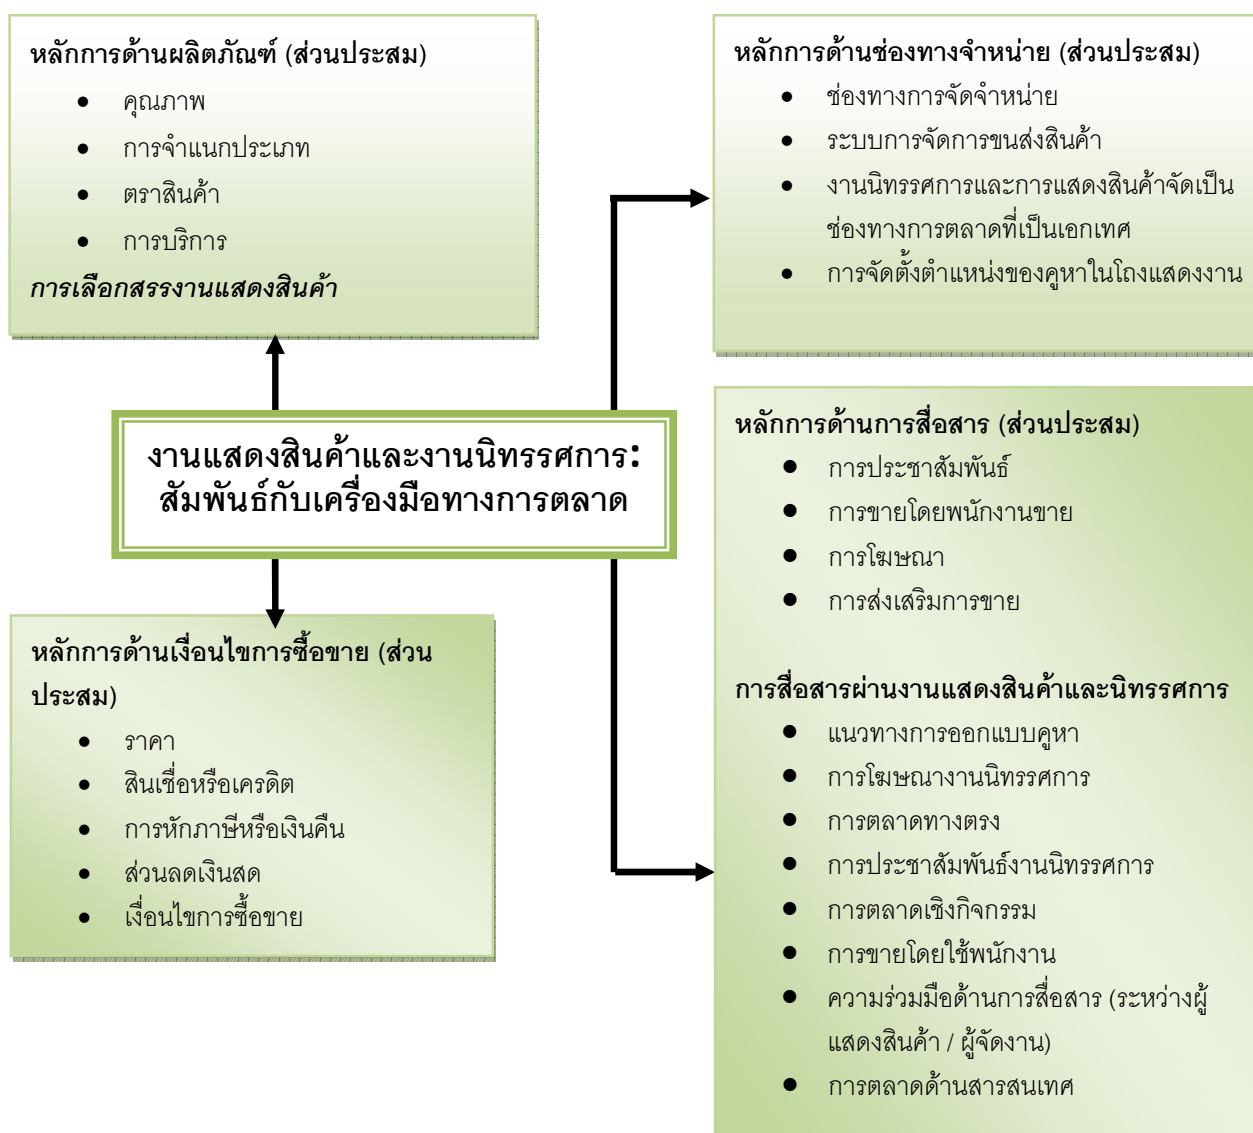 หลักการด้านผลิตภัณฑ์ (ส่วนประสม)
• คุณภาพ
• การจำแนกประเภท
• ตราสินค้า
• การบริการ
การเลือกสรรงานแสดงสินค้า
หลักการด้านช่องทางจำหน่าย (ส่วนประสม)
• ช่องทางการจัดจำหน่าย
• ระบบการจัดการขนส่งสินค้า
• งานนิทรรศการและการแสดงสินค้าจัดเป็น
ช่องทางการตลาดที่เป็นเอกเทศ
• การจัดตั้งตำแหน่งของคูหาในโถงแสดงงาน
งานแสดงสินค้าและงานนิทรรศการ:
สัมพันธ์กับเครื่องมือทางการตลาด
หลักการด้านเงื่อนไขการซื้อขาย (ส่วน
ประสม)
• ราคา
• สินเชื่อหรือเครดิต
• การหักภาษีหรือเงินคืน
• ส่วนลดเงินสด
• เงื่อนไขการซื้อขาย
หลักการด้านการสื่อสาร (ส่วนประสม)
• การประชาสัมพันธ์
• การขายโดยพนักงานขาย
• การโฆษณา
• การส่งเสริมการขาย
การสื่อสารผ่านงานแสดงสินค้าและนิทรรศการ
• แนวทางการออกแบบคูหา
• การโฆษณางานนิทรรศการ
• การตลาดทางตรง
• การประชาสัมพันธ์งานนิทรรศการ
• การตลาดเชิงกิจกรรม
• การขายโดยใช้พนักงาน
• ความร่วมมือด้านการสื่อสาร (ระหว่างผู้
แสดงสินค้า / ผู้จัดงาน)
• การตลาดด้านสารสนเทศ